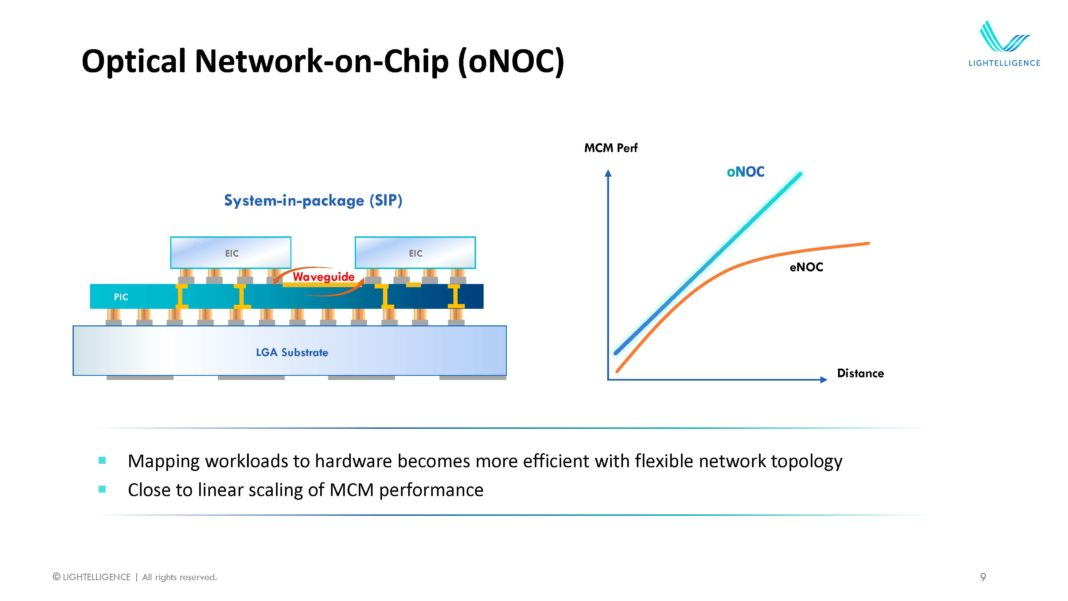 Optical Network-on-Chip (oNOC)
LIGHTELLIGENCE
System-in-package (SIP)
EIC
EIC
Waveguide
PIC
LGA Substrate
MCM Perf
oNOC
eNOC
Distance
Mapping workloads to hardware becomes more efficient with flexible network topology
Close to linear scaling of MCM performance
© LIGHTELLIGENCE | All rights reserved.
9